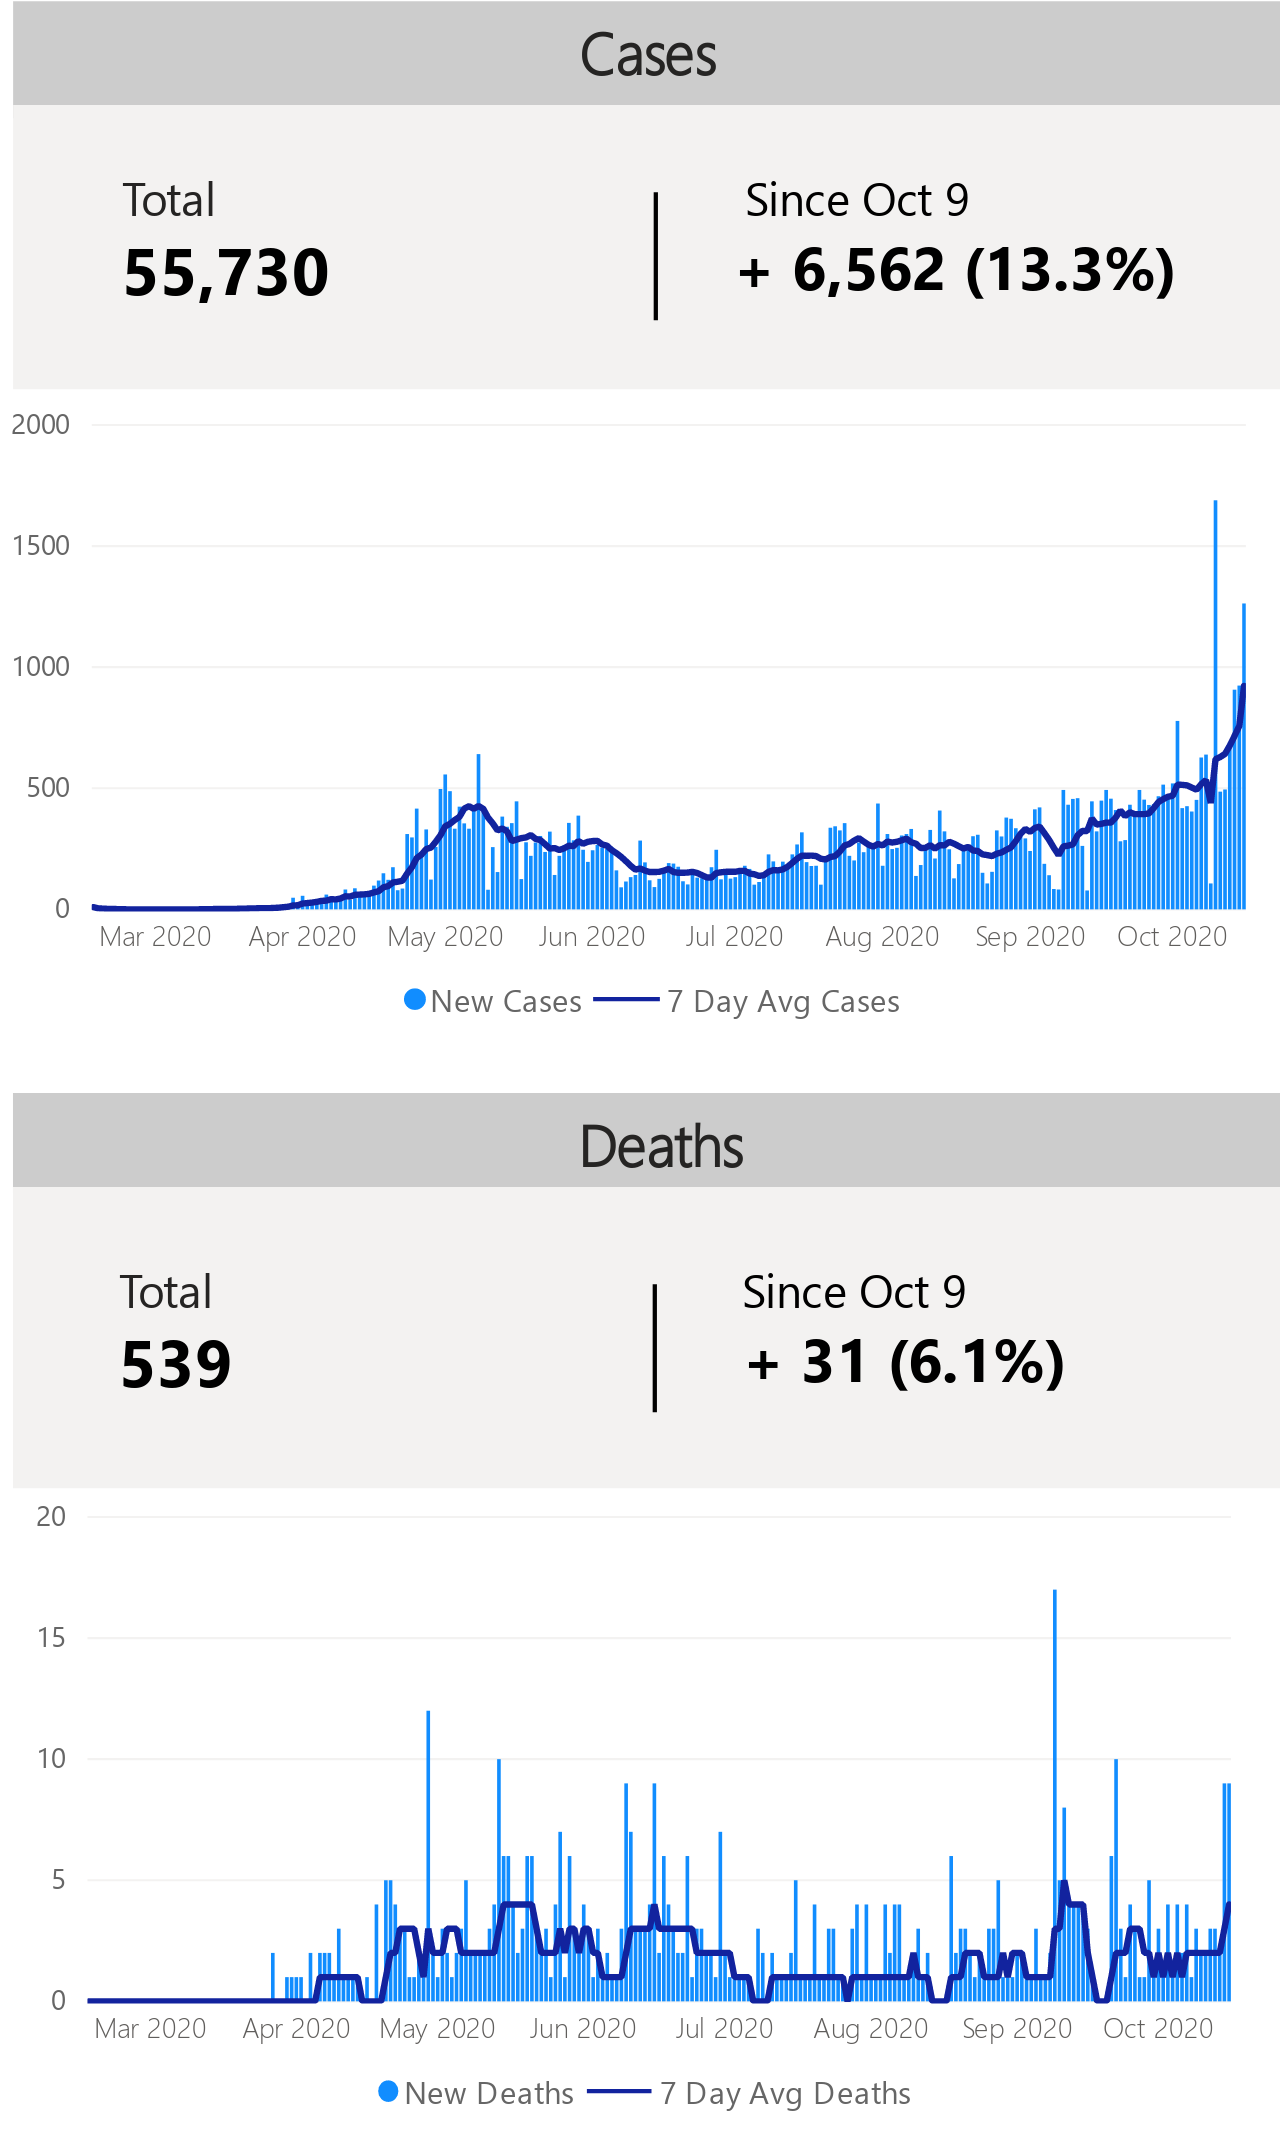 Cases
Total
Since Oct 9
55,730
+ 6,562 (13.3%)
2000
1500
1000
500
0
Mar 2020 Apr 2020 May 2020 Jun 2020 Jul 2020 Aug 2020 Sep 2020 Oct 2020
New Cases 7 Day Avg Cases
Deaths
Total
Since Oct 9
539
+ 31 (6.1%)
20
15
10
5
0
Mar 2020 Apr 2020 May 2020 Jun 2020 Jul 2020 Aug 2020 Sep 2020 Oct 2020
New Deaths 7 Day Avg Deaths